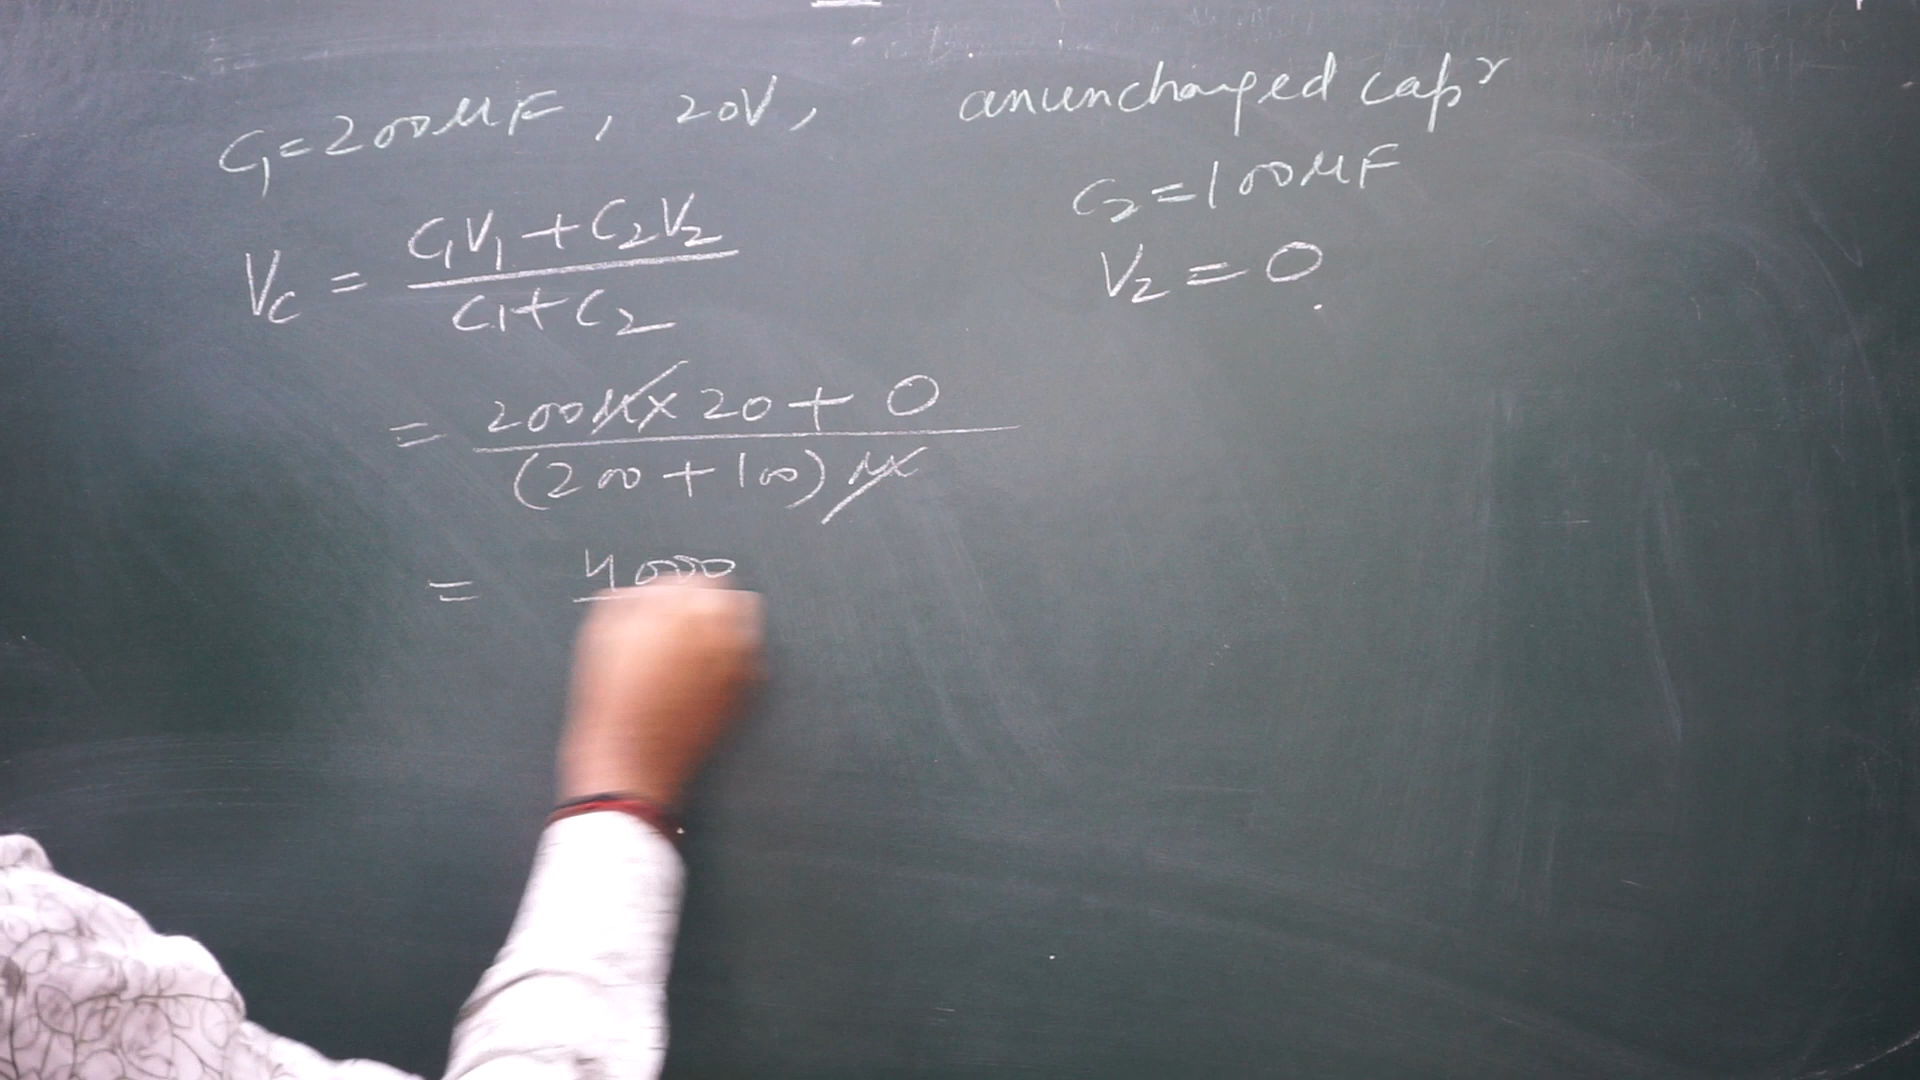 C₁=200μF, 20V, an uncharged capr
C₂=100μF
V₂=0
Vc = C₁V₁+C₂V₂
C₁+C₂
= 200μ×20+0
(200+100)μ
= 4000